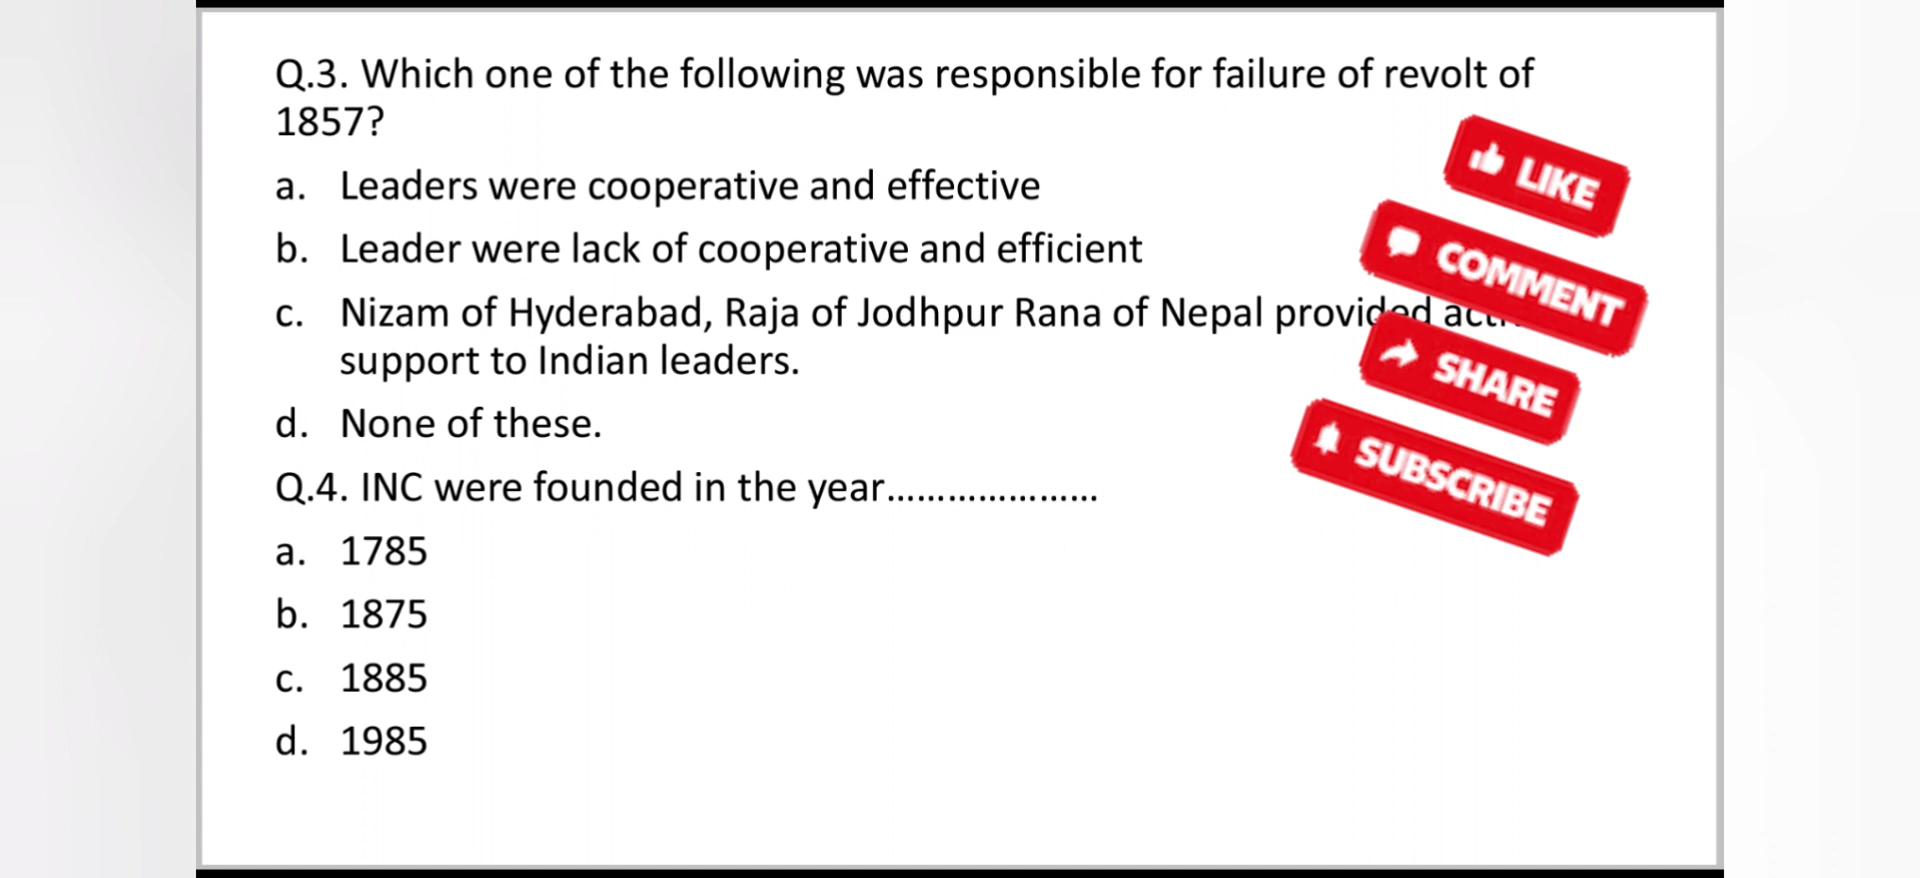 Q.3. Which one of the following was responsible for failure of revolt of
1857?
a. Leaders were cooperative and effective
b. Leader were lack of cooperative and efficient
c. Nizam of Hyderabad, Raja of Jodhpur Rana of Nepal provided
support to Indian leaders.
d. None of these.
Q.4. INC were founded in the year.....................
a. 1785
b. 1875
c. 1885
d. 1985
LIKE
COMMENT
SHARE
SUBSCRIBE